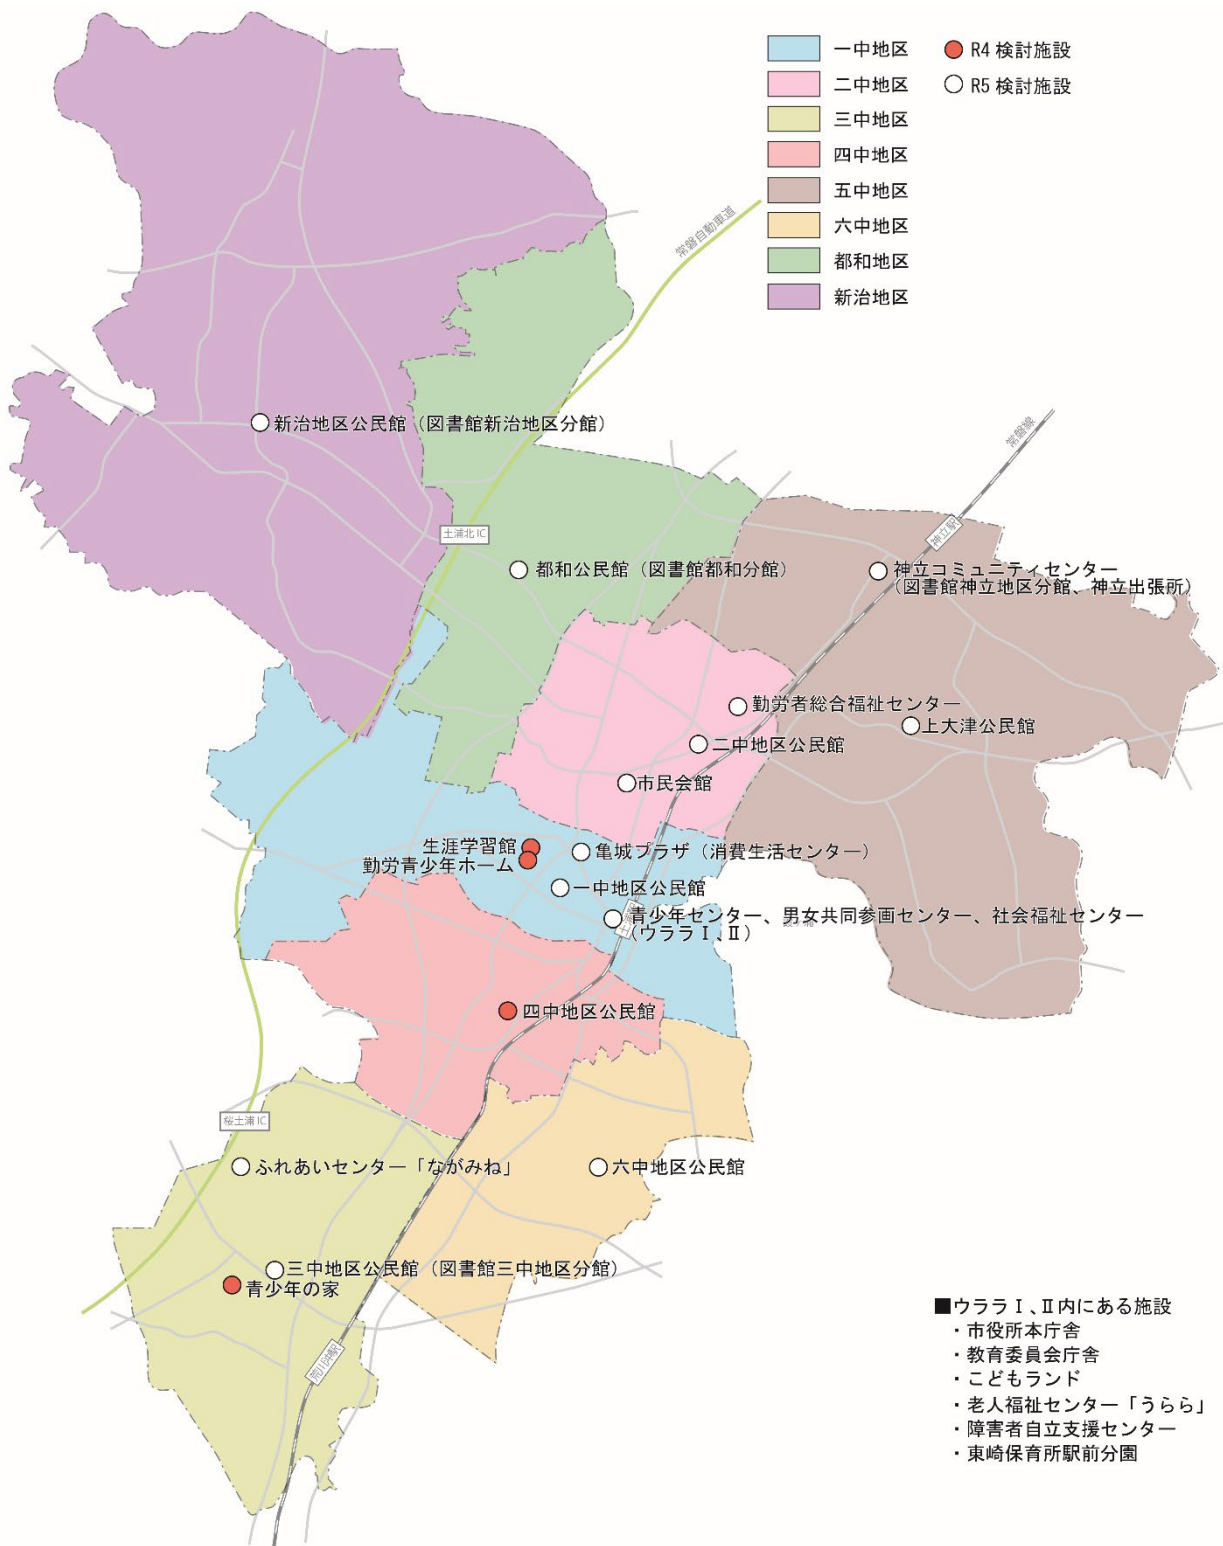 一中地区
二中地区
三中地区
四中地区
五中地区
六中地区
都和地区
新治地区
R4 検討施設
R5 検討施設
常磐自動車道
常磐線
新治地区公民館（図書館新治地区分館）
土浦北 IC
神立駅
都和公民館（図書館都和分館）
神立コミュニティセンター
（図書館神立地区分館、神立出張所）
勤労者総合福祉センター
上大津公民館
二中地区公民館
市民会館
生涯学習館
勤労青少年ホーム
亀城プラザ（消費生活センター）
一中地区公民館
青少年センター、男女共同参画センター、社会福祉センター
（ウララⅠ、Ⅱ）
四中地区公民館
桜土浦 IC
ふれあいセンター「ながみね」
六中地区公民館
三中地区公民館（図書館三中地区分館）
青少年の家
荒川沖駅
■ウララⅠ、Ⅱ内にある施設
・市役所本庁舎
・教育委員会庁舎
・こどもランド
・老人福祉センター「うらら」
・障害者自立支援センター
・東崎保育所駅前分園